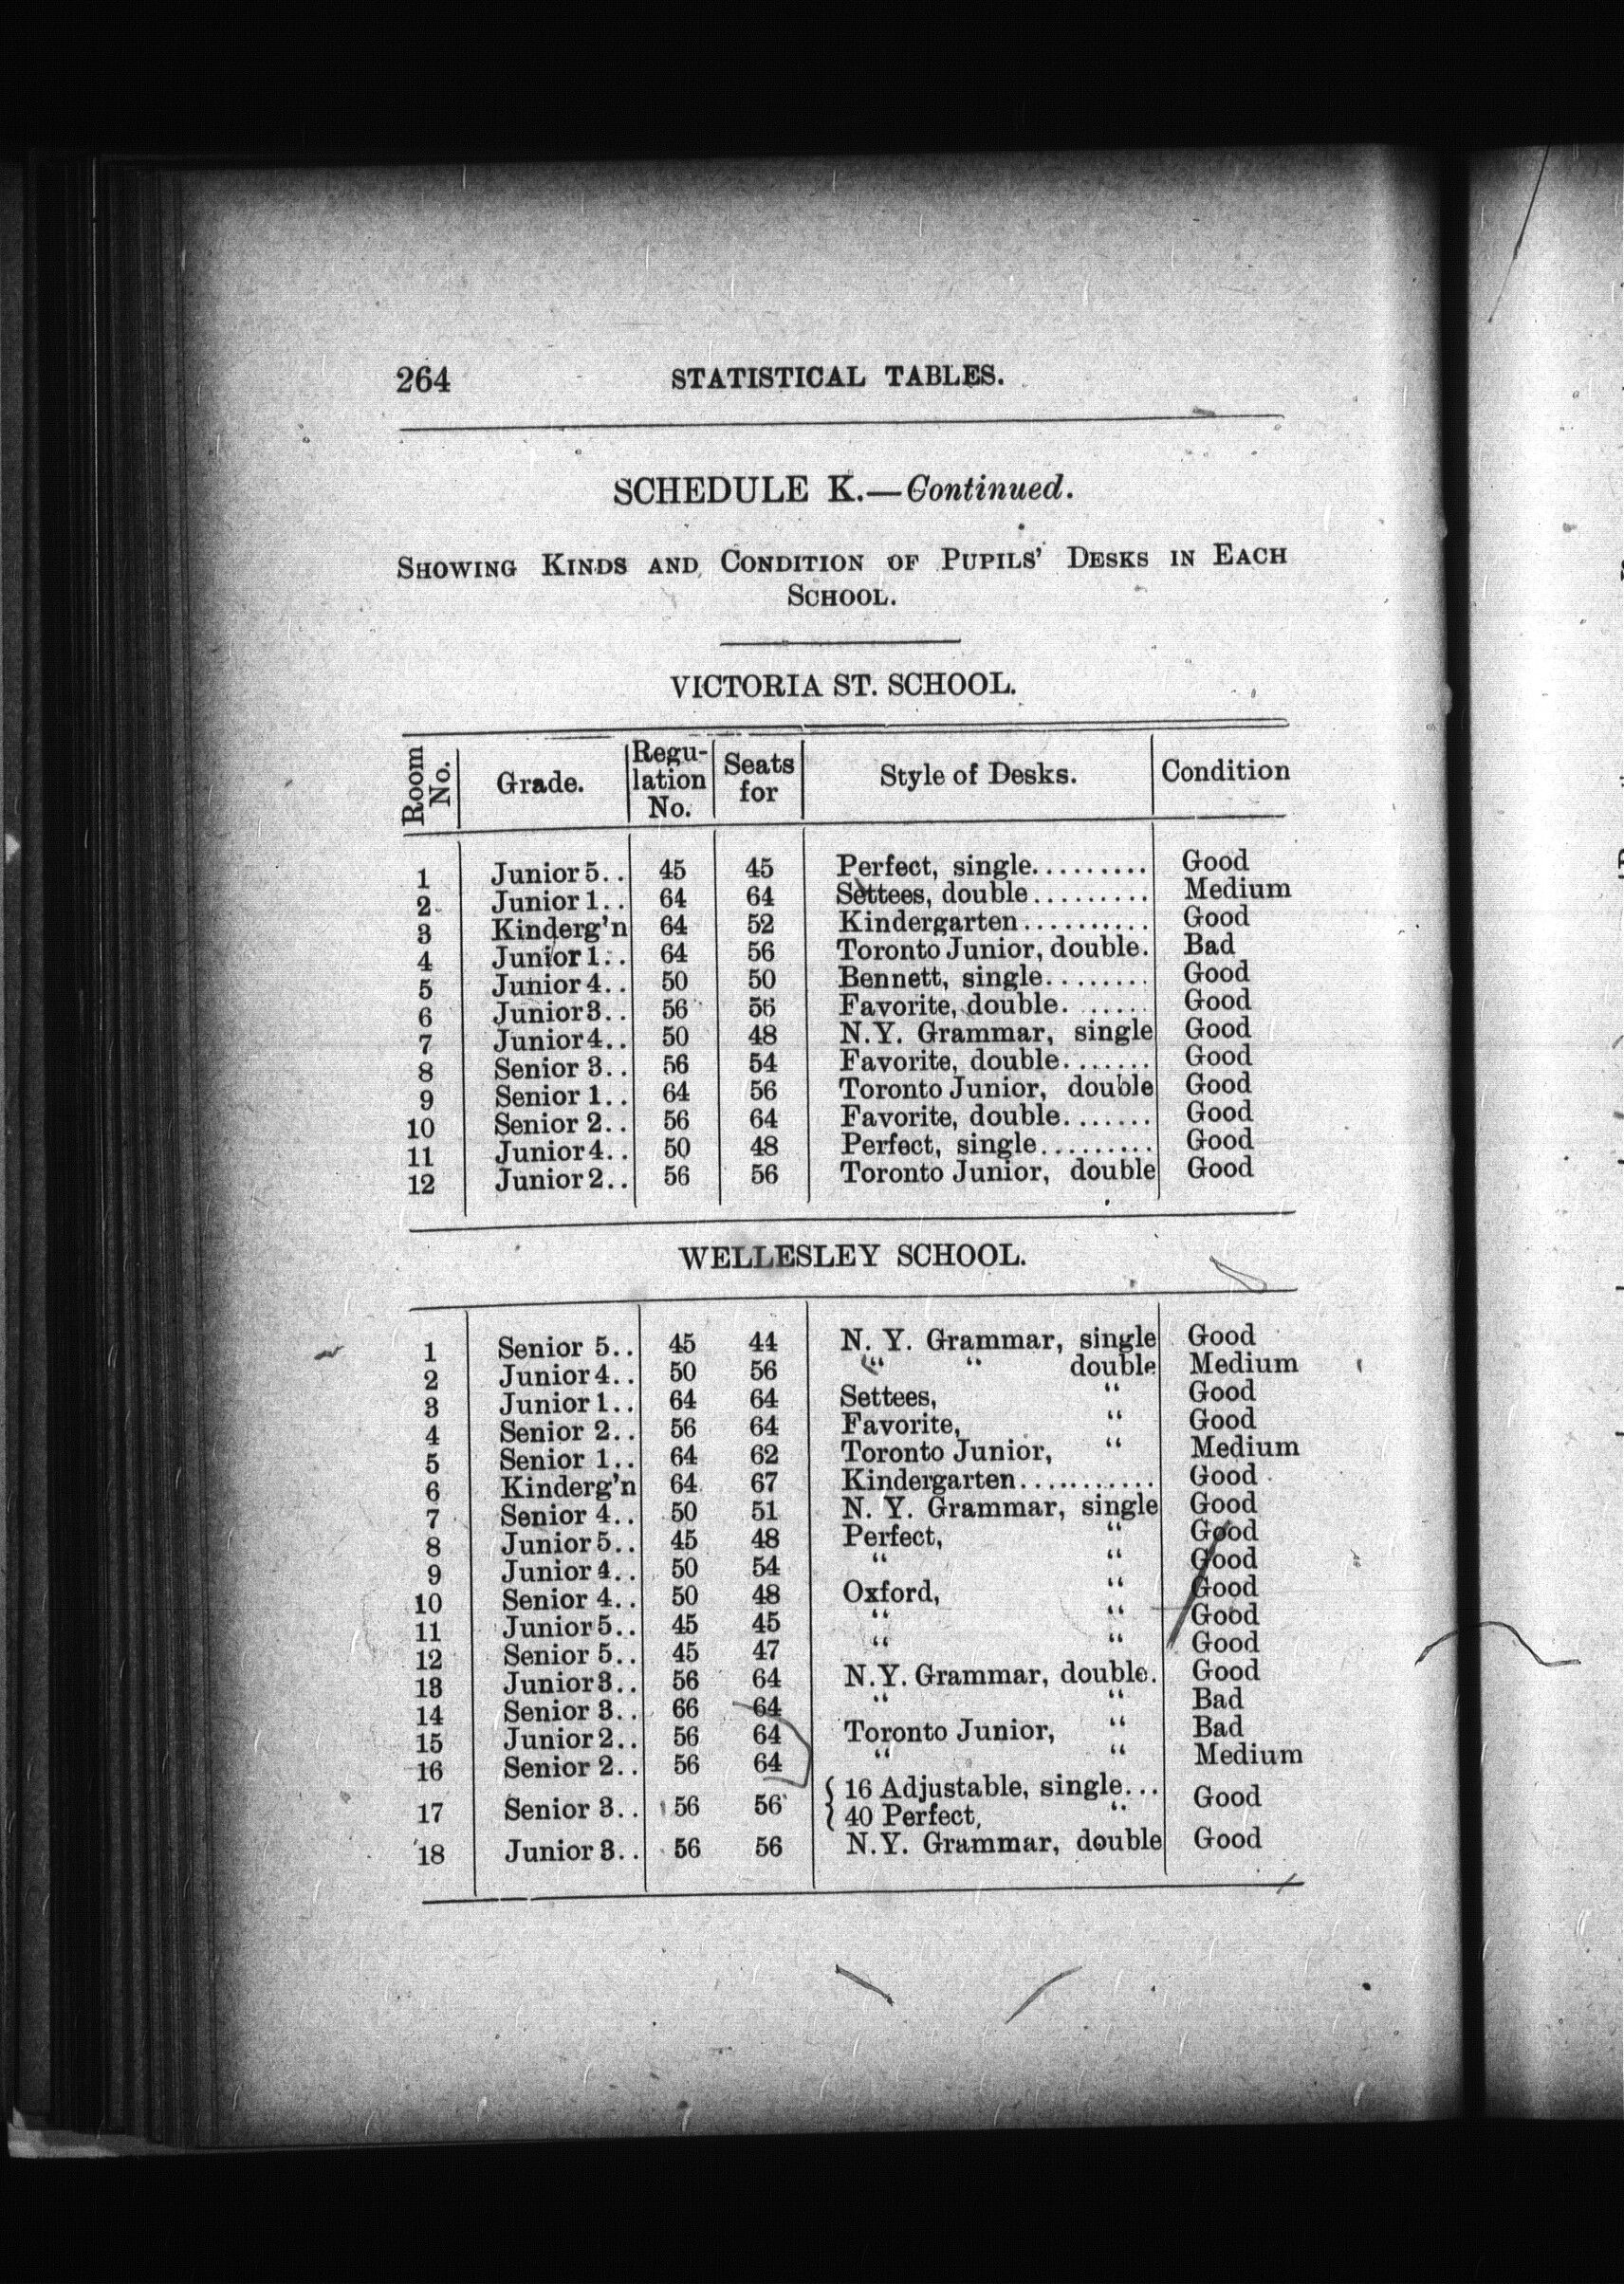 264 STATISTICAL TABLES.
SCHEDULE K.—Continued.
SHOWING KINDS AND CONDITION OF PUPILS' DESKS IN EACH
SCHOOL.
VICTORIA ST. SCHOOL.
Room No. Grade. Regu-lation No. Seats for Style of Desks. Condition
1 Junior 5.. 45 45 Perfect, single......... Good
2 Junior 1.. 64 64 Settees, double......... Medium
3 Kinderg'n 64 52 Kindergarten.......... Good
4 Junior 1.. 64 56 Toronto Junior, double. Bad
5 Junior 4.. 50 50 Bennett, single........ Good
6 Junior 3.. 56 56 Favorite, double....... Good
7 Junior 4.. 50 48 N.Y. Grammar, single Good
8 Senior 3.. 56 54 Favorite, double....... Good
9 Senior 1.. 64 56 Toronto Junior, double Good
10 Senior 2.. 56 64 Favorite, double....... Good
11 Junior 4.. 50 48 Perfect, single......... Good
12 Junior 2.. 56 56 Toronto Junior, double Good
WELLESLEY SCHOOL.
1 Senior 5.. 45 44 N. Y. Grammar, single Good
2 Junior 4.. 50 56 “ “ double Medium
3 Junior 1.. 64 64 Settees, “ Good
4 Senior 2.. 56 64 Favorite, “ Good
5 Senior 1.. 64 62 Toronto Junior, “ Medium
6 Kinderg'n 64 67 Kindergarten........... Good
7 Senior 4.. 50 51 N. Y. Grammar, single Good
8 Junior 5.. 45 48 Perfect, “ Good
9 Junior 4.. 50 54 “ “ Good
10 Senior 4.. 50 48 Oxford, “ Good
11 Junior 5.. 45 45 “ “ Good
12 Senior 5.. 45 47 “ “ Good
13 Junior 3.. 56 64 N.Y. Grammar, double. Good
14 Senior 3.. 66 64 “ “ Bad
15 Junior 2.. 56 64 Toronto Junior, “ Bad
16 Senior 2.. 56 64 “ “ Medium
17 Senior 3.. 56 56 { 16 Adjustable, single... Good
{ 40 Perfect, “
18 Junior 3.. 56 56 N.Y. Grammar, double Good